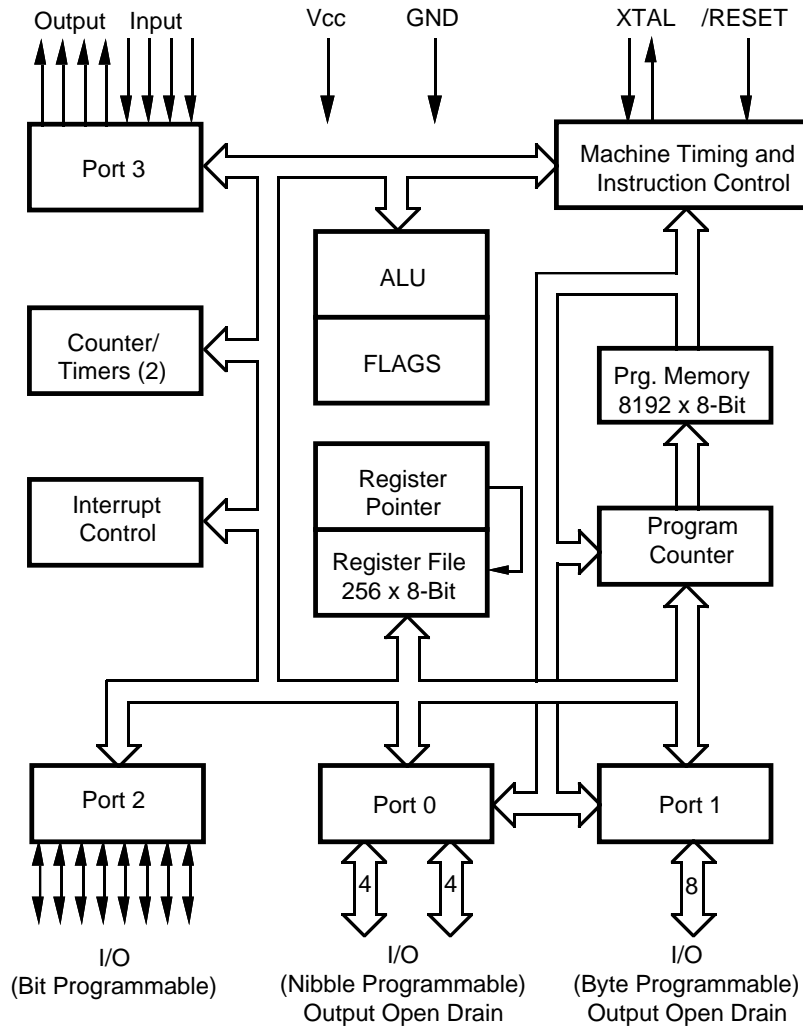 Output Input Vcc GND XTAL /RESET
Port 3
Machine Timing and
Instruction Control
ALU
FLAGS
Counter/
Timers (2)
Prg. Memory
8192 x 8-Bit
Register
Pointer
Interrupt
Control
Program
Counter
Register File
256 x 8-Bit
Port 2
Port 0
Port 1
4 4 8
I/O
(Bit Programmable)
I/O
(Nibble Programmable)
Output Open Drain
I/O
(Byte Programmable)
Output Open Drain